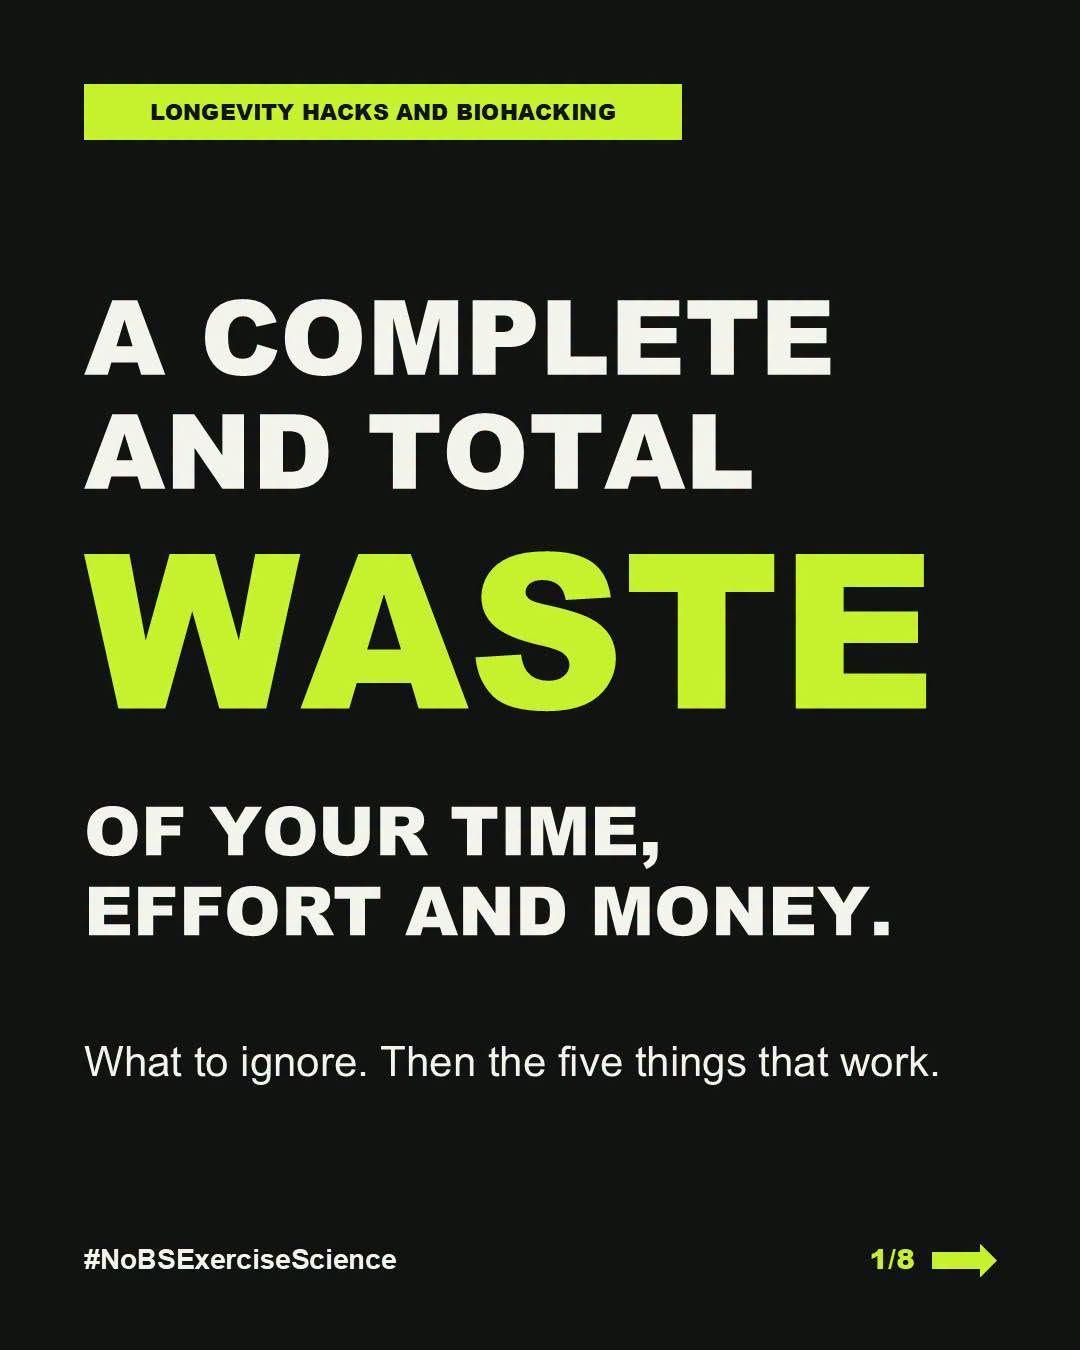 LONGEVITY HACKS AND BIOHACKING
A COMPLETE
AND TOTAL
WASTE
OF YOUR TIME,
EFFORT AND MONEY.
What to ignore. Then the five things that work.
#NoBSExerciseScience
1/8